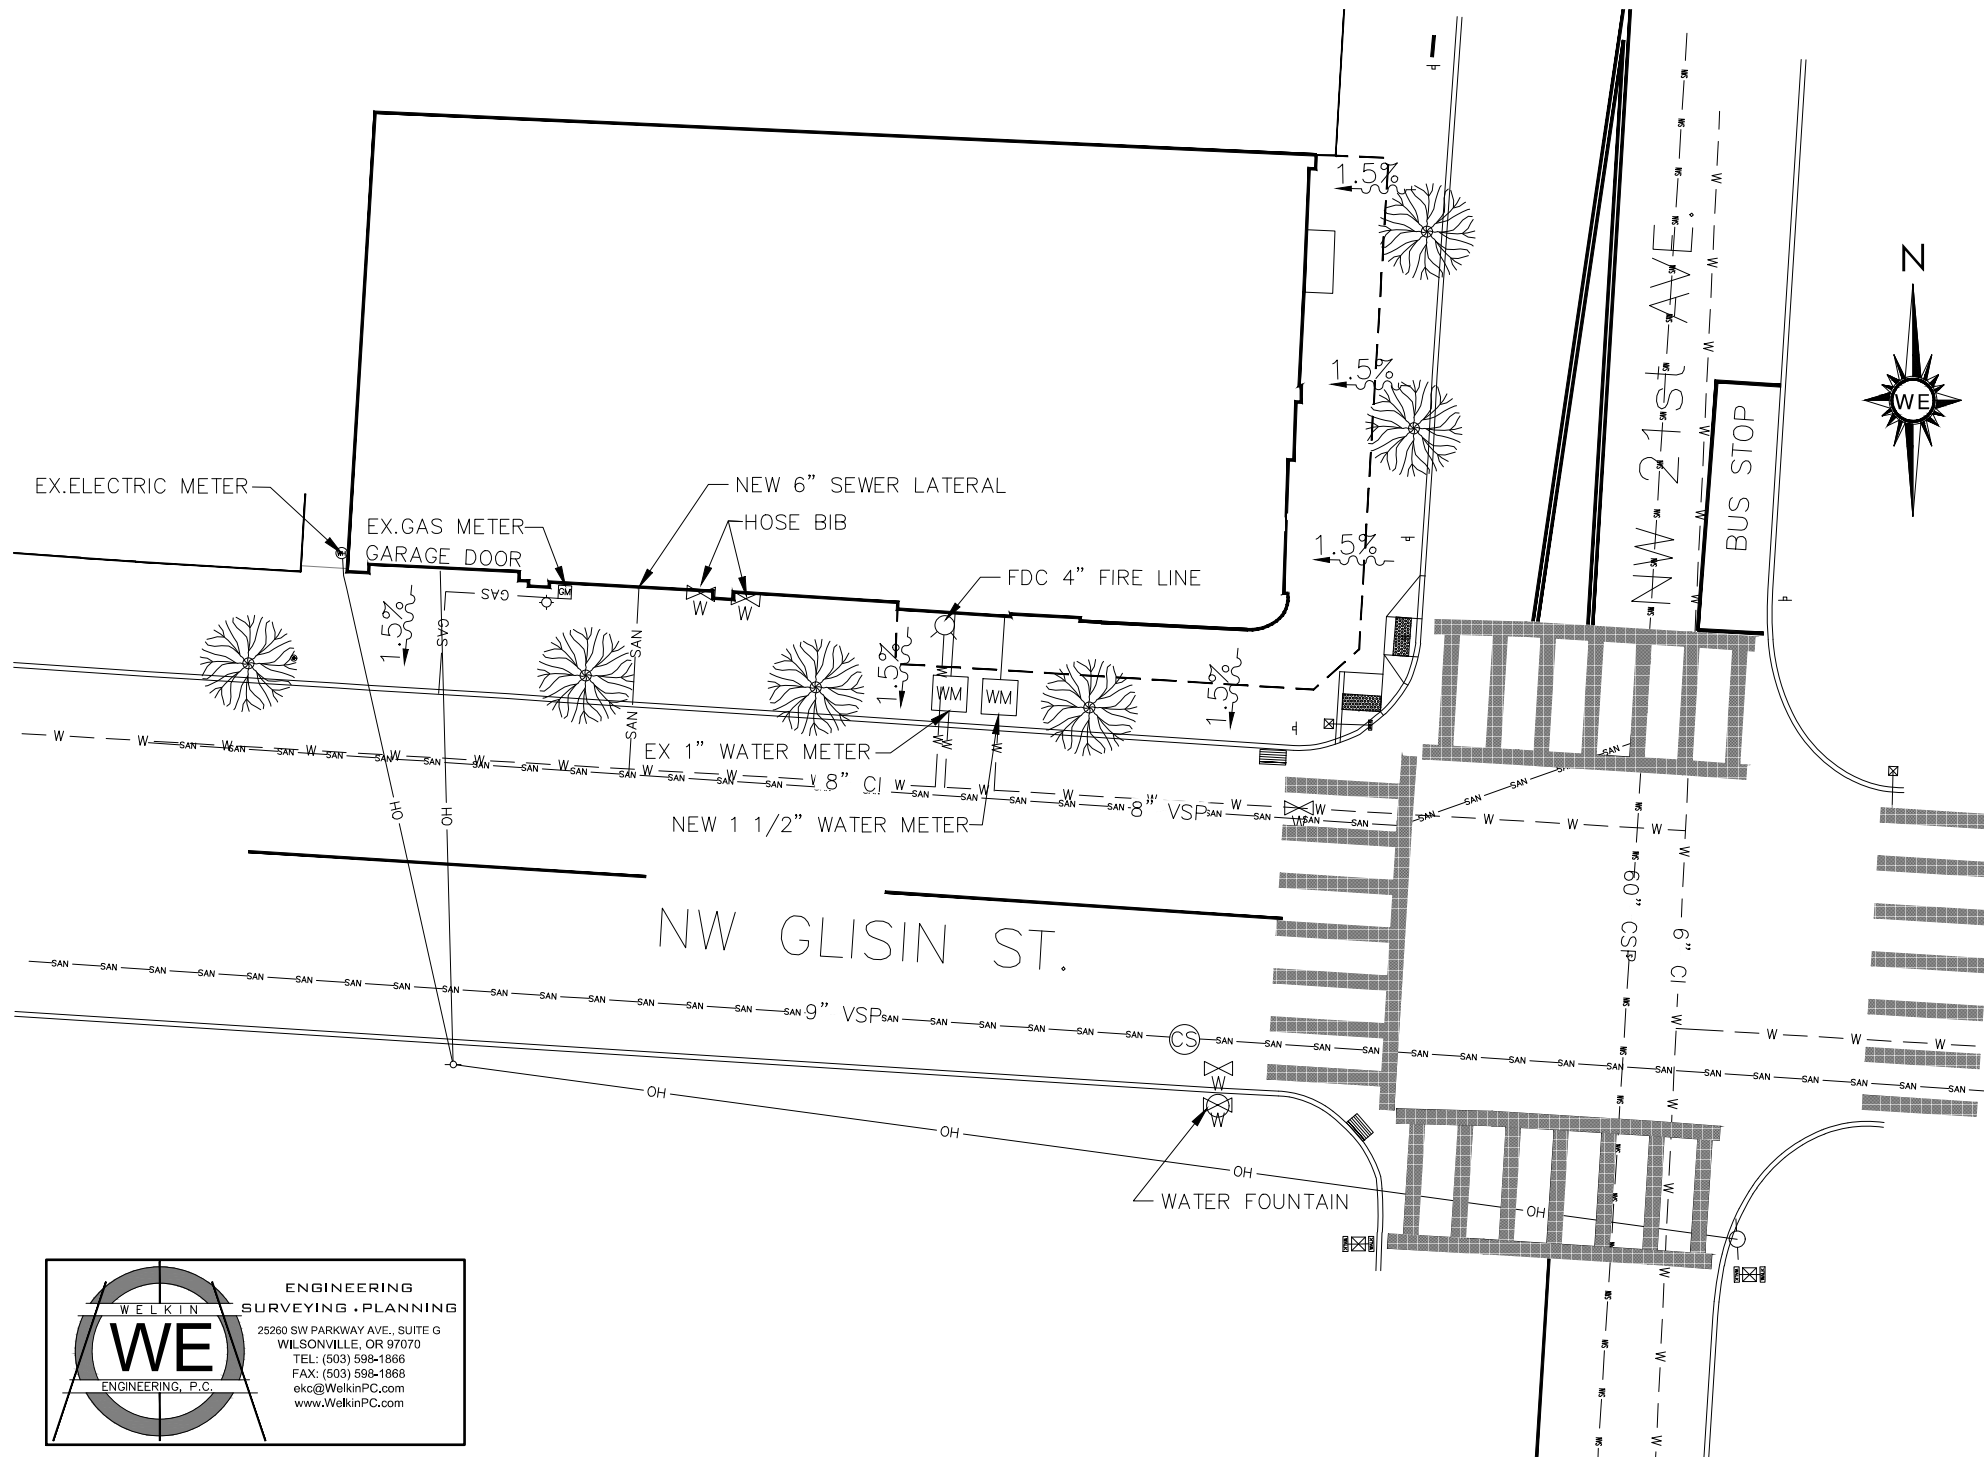 1.5%
NW 21st AVE.
N
WE
1.5%
BUS STOP
EX.ELECTRIC METER
NEW 6” SEWER LATERAL
EX.GAS METER
HOSE BIB
GARAGE DOOR
1.5%
FDC 4” FIRE LINE
GM
GAS
W
W
1.5%
GAS
SAN
1.5%
1.5%
WM
WM
SAN
EX 1” WATER METER
8” CI
8” VSP
NEW 1 1/2” WATER METER
OH
OH
60” CSP
6” CI
NW GLISIN ST.
9” VSP
CS
W
W
OH
OH
OH
OH
WATER FOUNTAIN
WELKIN
WE
ENGINEERING, P.C.
ENGINEERING
SURVEYING . PLANNING
25260 SW PARKWAY AVE., SUITE G
WILSONVILLE, OR 97070
TEL: (503) 598-1866
FAX: (503) 598-1868
ekc@WelkinPC.com
www.WelkinPC.com